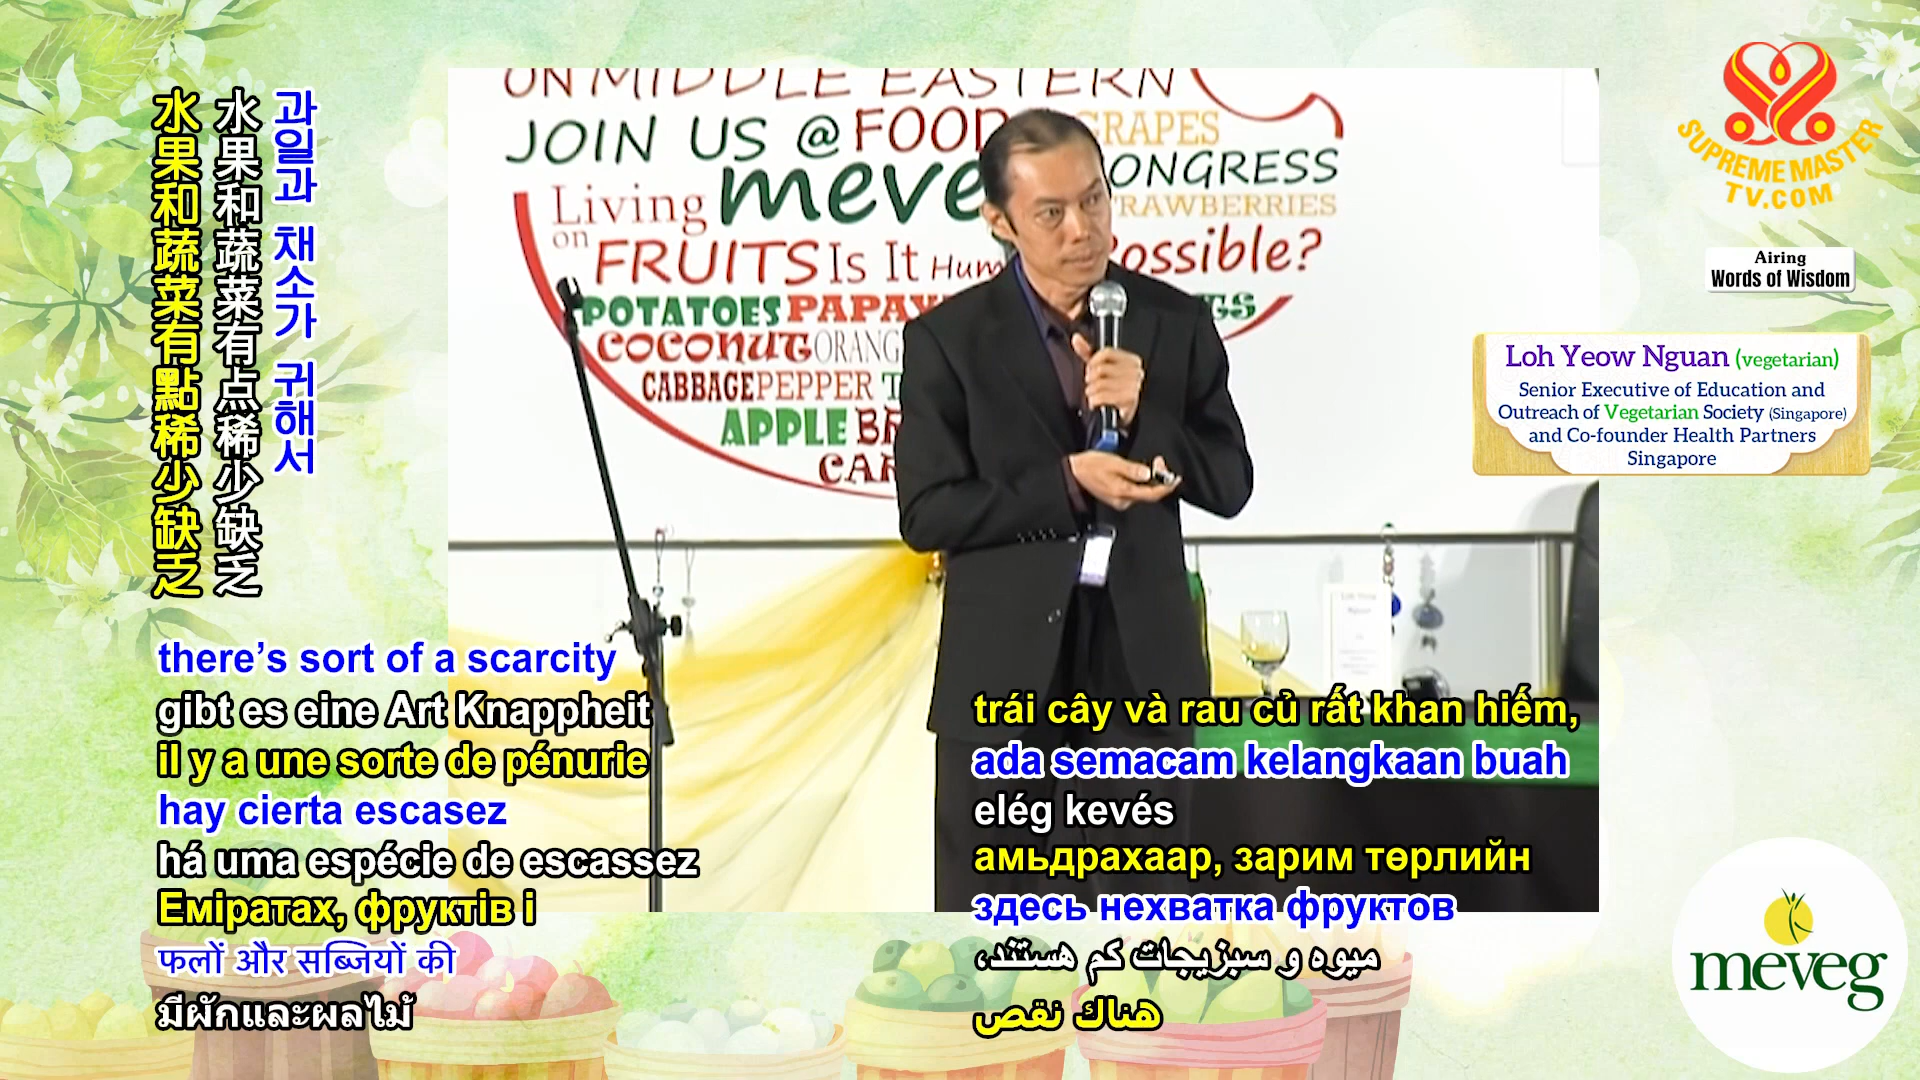 水果和蔬菜有點稀少缺乏
水果和蔬菜有点稀少缺乏
과일과 채소가 귀해서
ON MIDDLE EASTERN
JOIN US @ FOOD GRAPES
Living meve CONGRESS
on FRUITS Is It Possible?
STRAWBERRIES
POTATOES
COCONUT
CABBAGE PEPPER
APPLE
SUPREME MASTER
TV.COM
Airing
Words of Wisdom
Loh Yeow Nguan (vegetarian)
Senior Executive of Education and
Outreach of Vegetarian Society (Singapore)
and Co-founder Health Partners
Singapore
there's sort of a scarcity
gibt es eine Art Knappheit
il y a une sorte de pénurie
hay cierta escasez
há uma espécie de escassez
Еміратах, фруктів і
फलों और सब्जियों की
มีผักและผลไม้
trái cây và rau củ rất khan hiếm,
ada semacam kelangkaan buah
elég kevés
амьдрахаар, зарим төрлийн
здесь нехватка фруктов
میوه و سبزیجات کم هستند،
هناك نقص
meveg